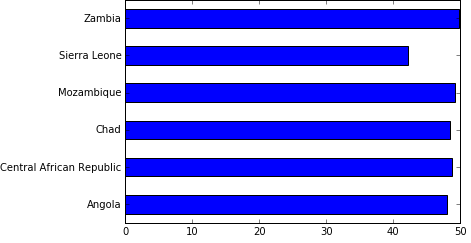 Zambia
Sierra Leone
Mozambique
Chad
Central African Republic
Angola
0 10 20 30 40 50